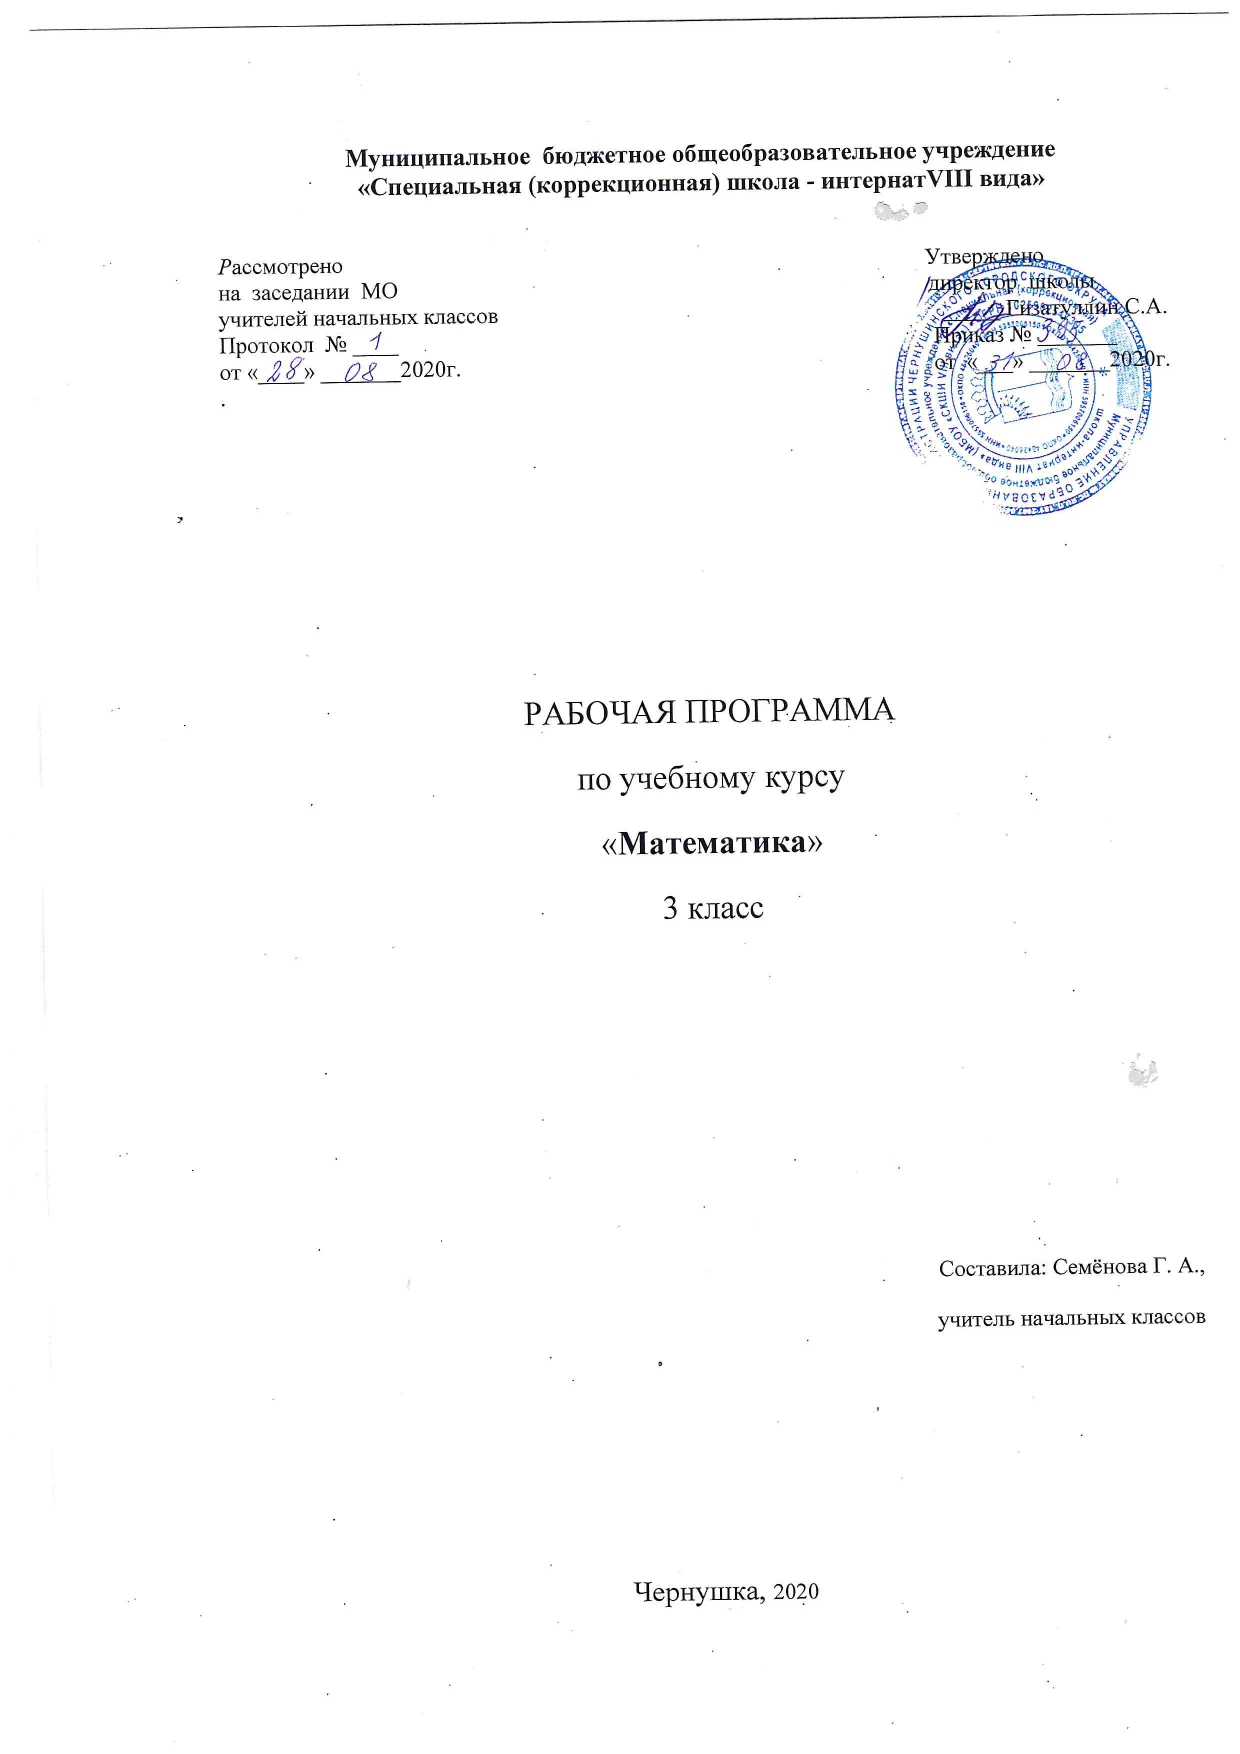 Муниципальное бюджетное общеобразовательное учреждение
«Специальная (коррекционная) школа - интернатVIII вида»
Рассмотрено
на заседании МО
учителей начальных классов
Протокол № 1
от «28» 08 2020г.
Утверждено
директор школы
Гизатуллин С.А.
Приказ №
от «31» 08 2020г.
РАБОЧАЯ ПРОГРАММА
по учебному курсу
«Математика»
3 класс
Составила: Семёнова Г. А.,
учитель начальных классов
Чернушка, 2020